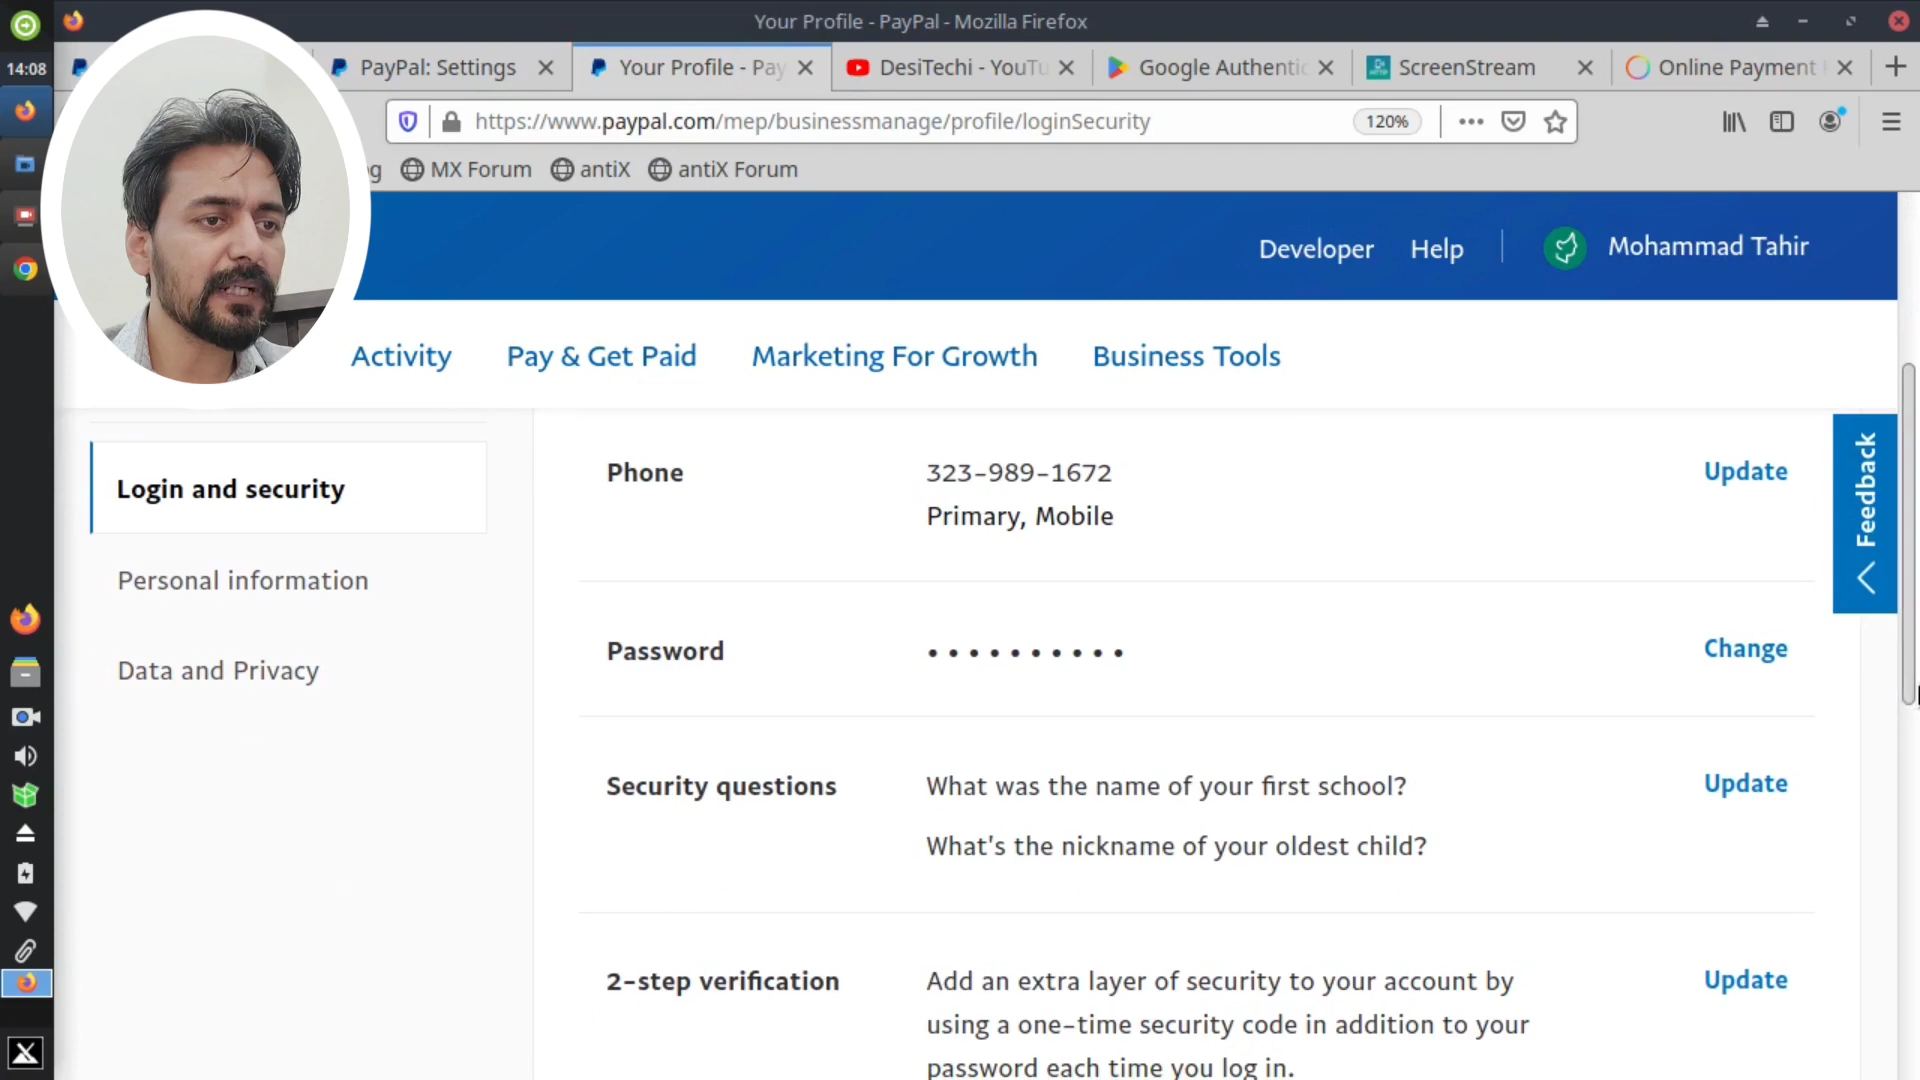 Your Profile - PayPal - Mozilla Firefox
14:08
PayPal: Settings
Your Profile - Pay
DesiTechi - YouTu
Google Authentic
ScreenStream
Online Payment
https://www.paypal.com/mep/businessmanage/profile/loginSecurity
120%
g
MX Forum
antiX
antiX Forum
Developer
Help
Mohammad Tahir
Activity
Pay & Get Paid
Marketing For Growth
Business Tools
Login and security
Personal information
Data and Privacy
Phone
323-989-1672
Update
Primary, Mobile
Feedback
Password
Change
Security questions
What was the name of your first school?
Update
What's the nickname of your oldest child?
2-step verification
Add an extra layer of security to your account by
Update
using a one-time security code in addition to your
password each time you log in.